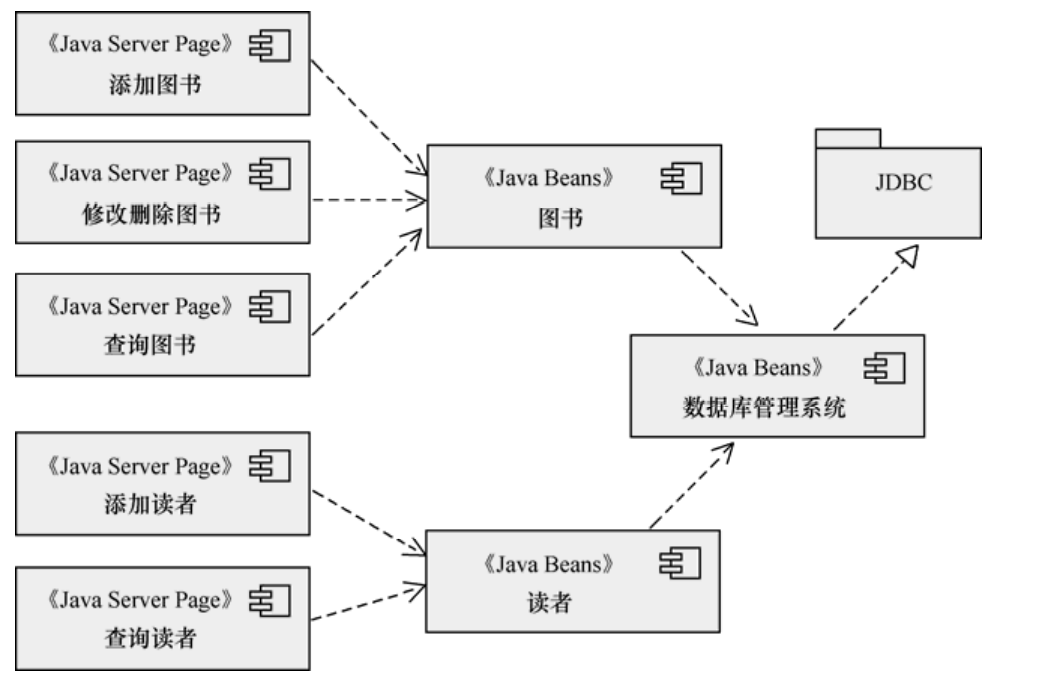 《Java Server Page》
添加图书
《Java Server Page》
修改删除图书
《Java Server Page》
查询图书
《Java Server Page》
添加读者
《Java Server Page》
查询读者
《Java Beans》
图书
《Java Beans》
读者
《Java Beans》
数据库管理系统
JDBC